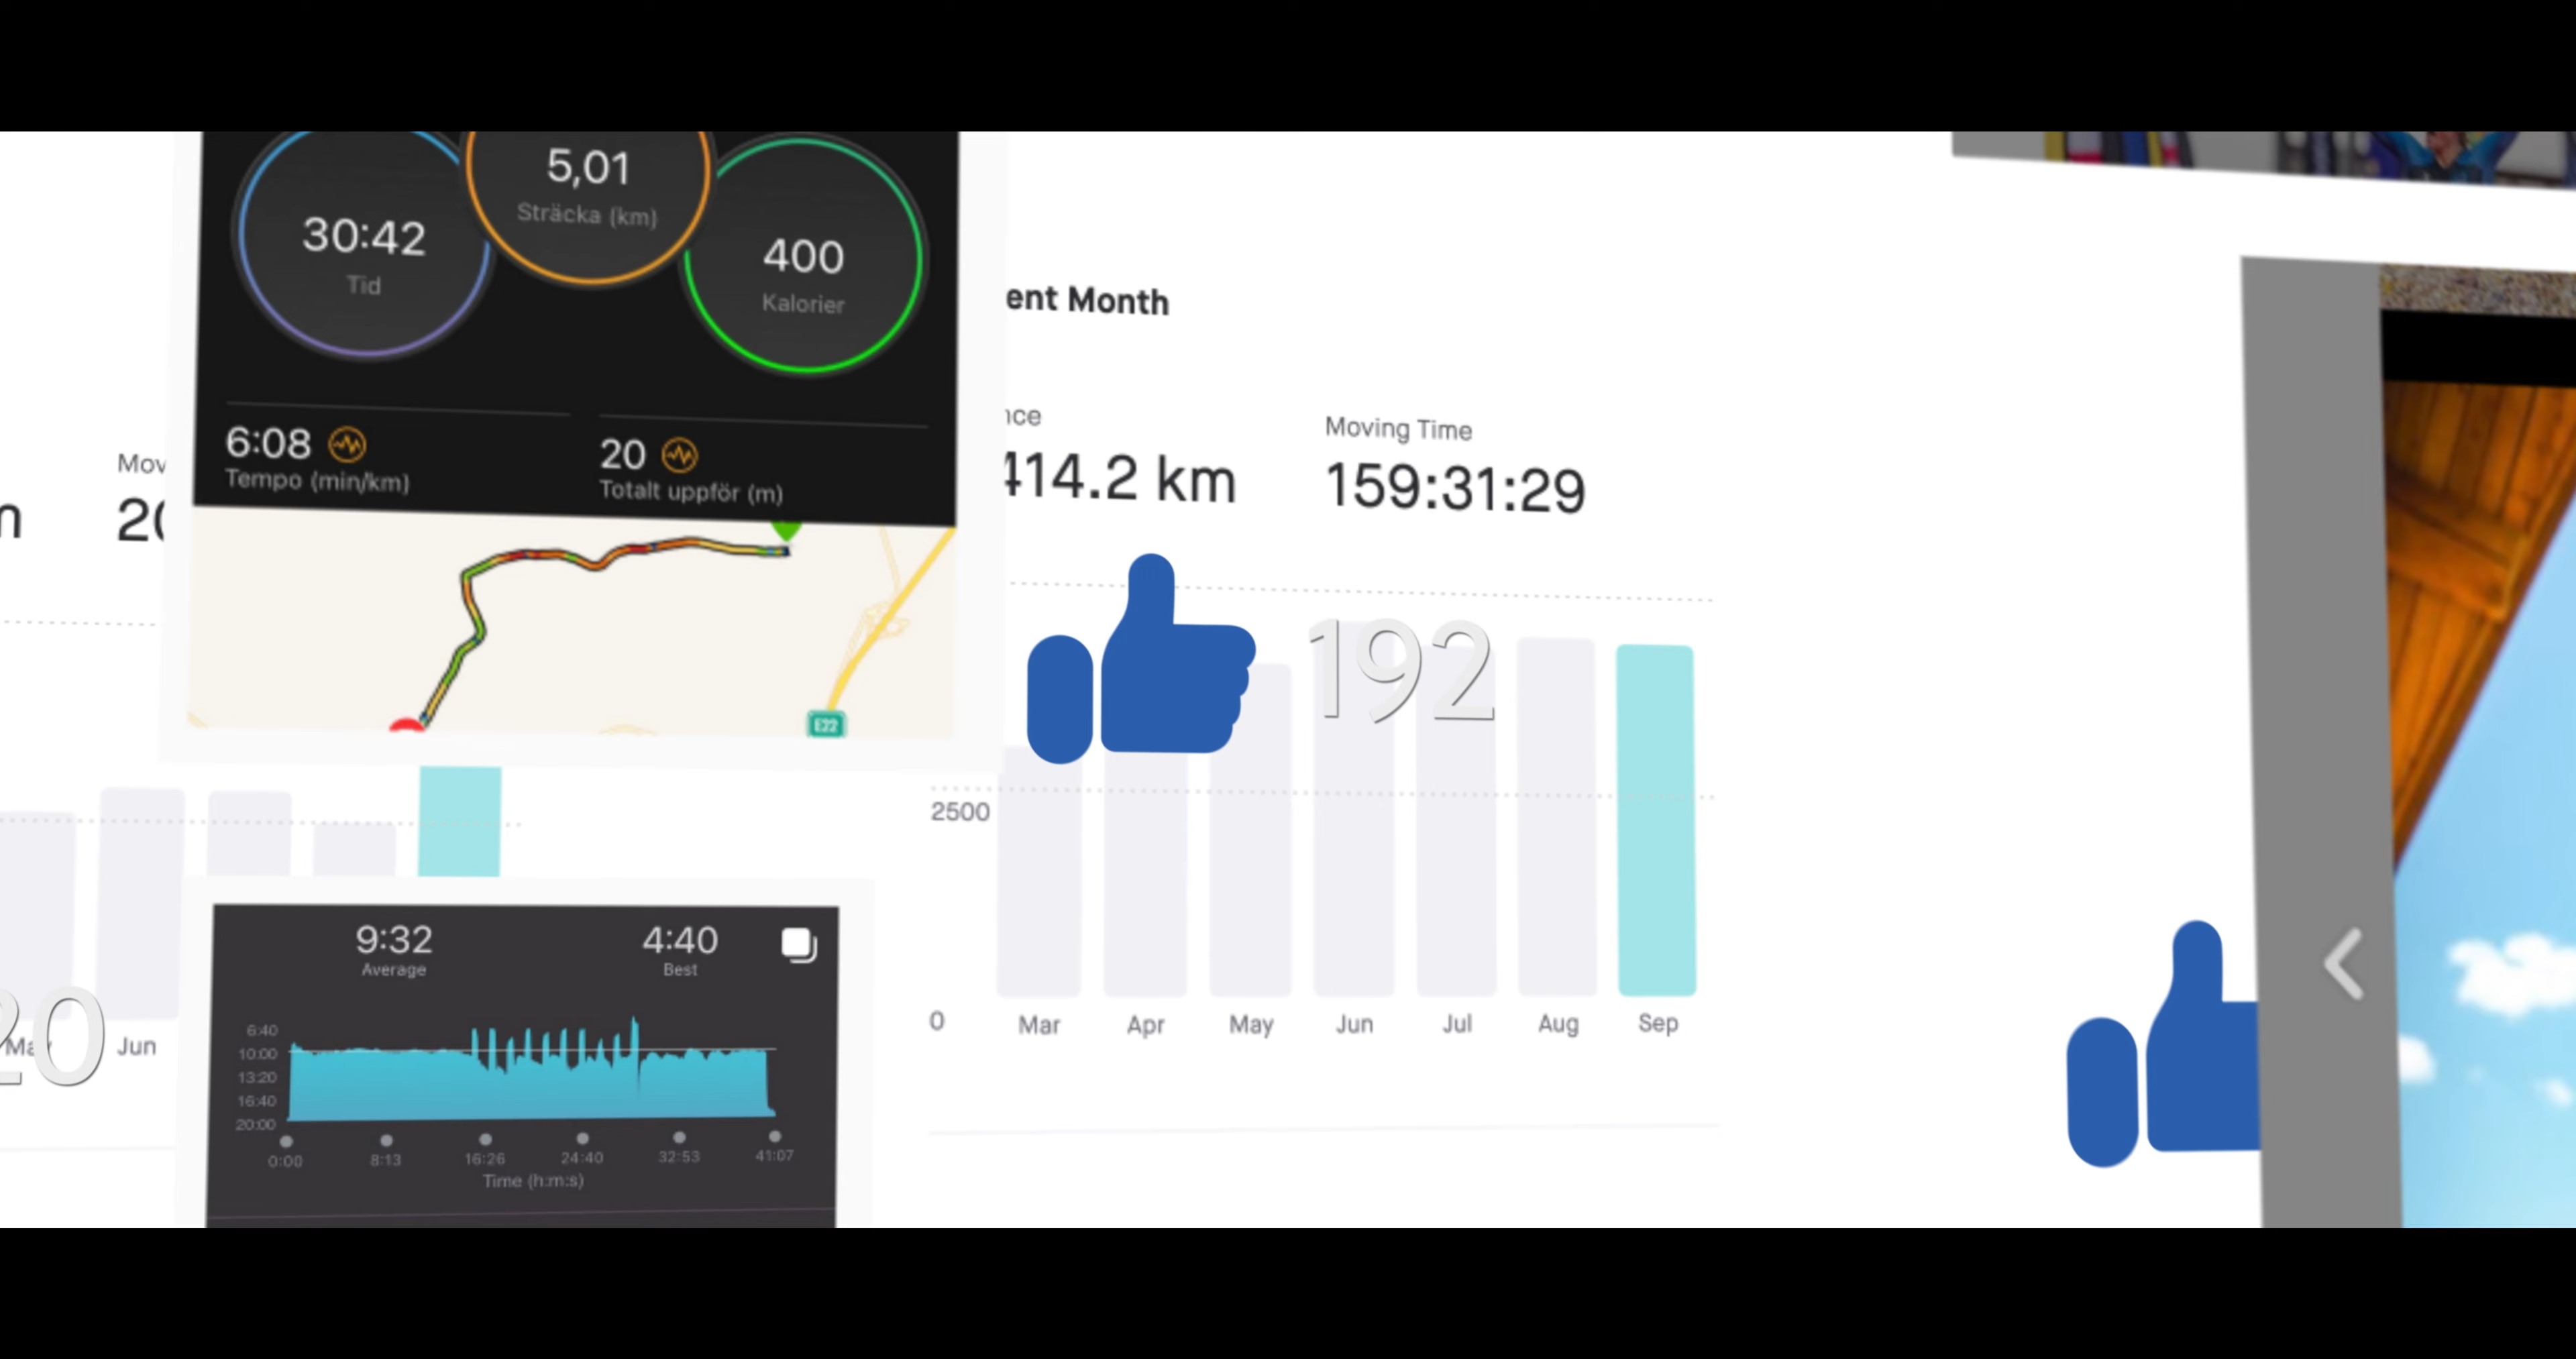 5,01
Sträcka (km)
30:42
Tid
400
Kalorier
6:08
Tempo (min/km)
20
Totalt uppför (m)
E22
Month
414.2 km
Moving Time
159:31:29
192
2500
0
Mar Apr May Jun Jul Aug Sep
20
Jun
9:32
Average
4:40
Best
6:40
10:00
13:20
16:40
20:00
0:00 8:13 16:26 24:40 32:53 41:07
Time (h:m:s)